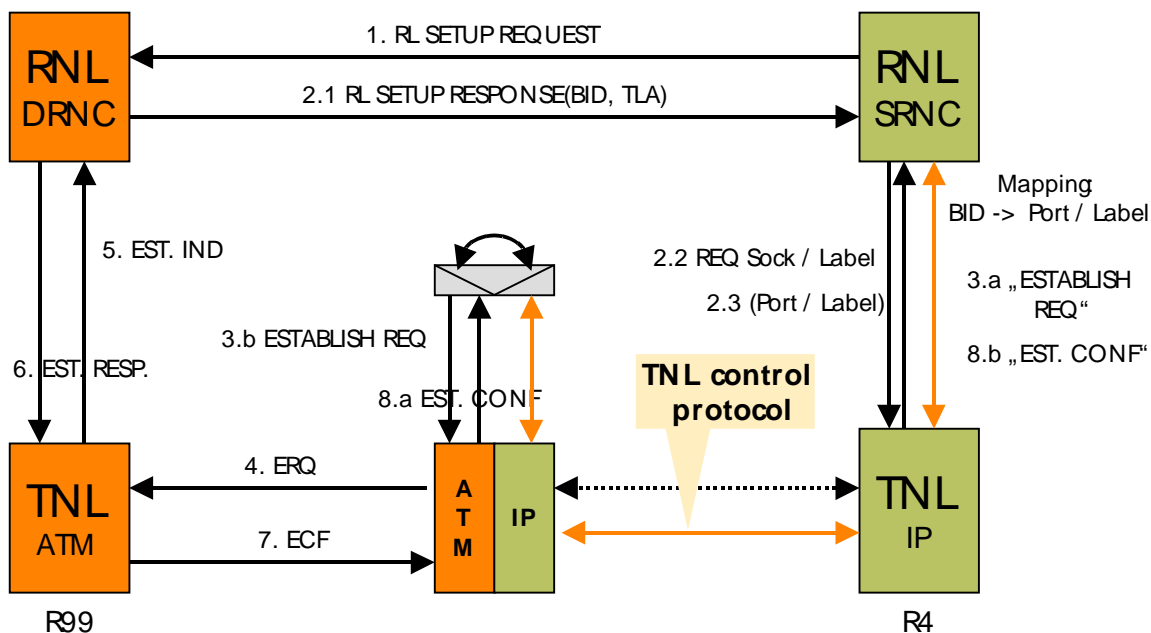 1. RL SETUP REQUEST
RNL
DRNC
RNL
SRNC
2.1 RL SETUP RESPONSE(BID, TLA)
Mapping:
BID -> Port / Label
5. EST. IND
2.2 REQ Sock / Label
2.3 (Port / Label)
3.a „ESTABLISH
REQ“
3.b ESTABLISH REQ
8.b „EST. CONF“
6. EST. RESP.
TNL control
protocol
8.a EST. CONF
4. ERQ
TNL
ATM
A
T
M
IP
TNL
IP
7. ECF
R99
R4